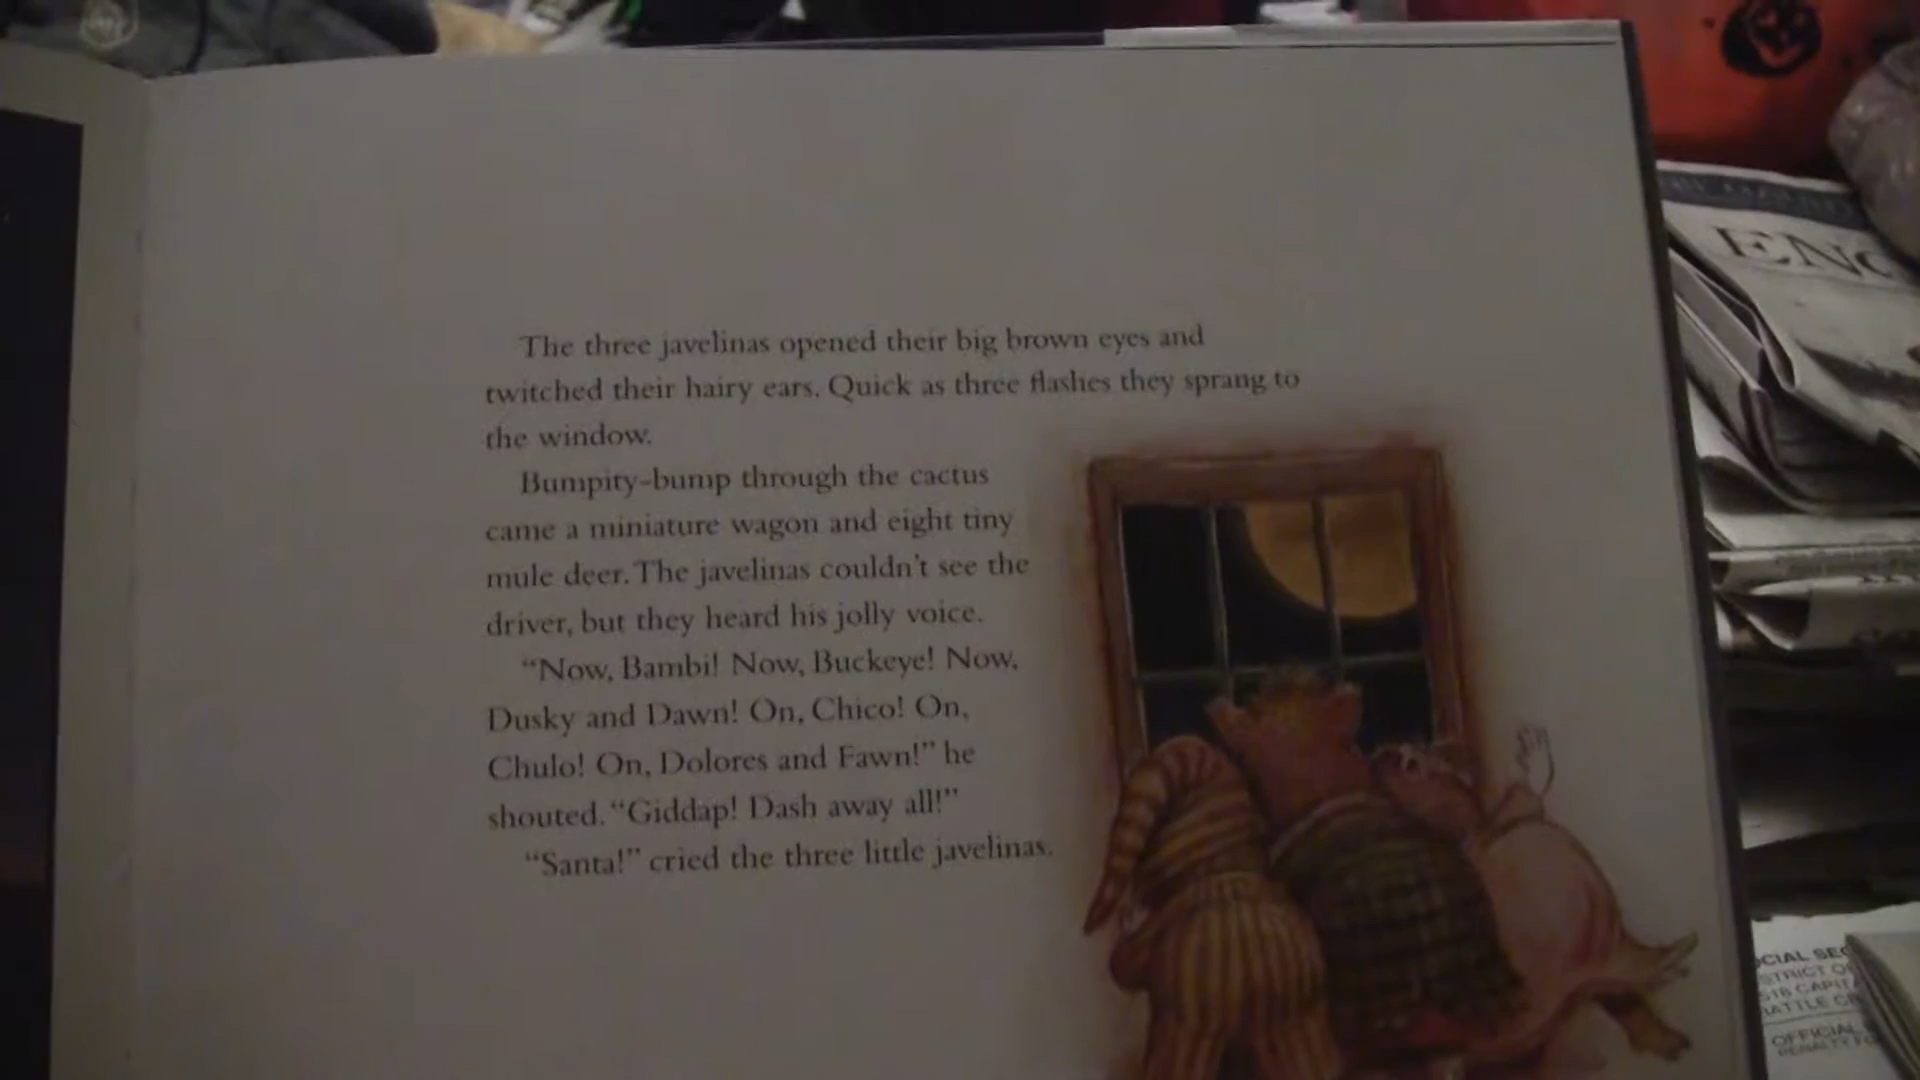 The three javelinas opened their big brown eyes and
twitched their hairy ears. Quick as three flashes they sprang to
the window.
Bumpity-bump through the cactus
came a miniature wagon and eight tiny
mule deer. The javelinas couldn't see the
driver, but they heard his jolly voice.
“Now, Bambi! Now, Buckeye! Now,
Dusky and Dawn! On, Chico! On,
Chulo! On, Dolores and Fawn!” he
shouted. “Giddap! Dash away all!”
“Santa!” cried the three little javelinas.
ENQ
OFFICIAL